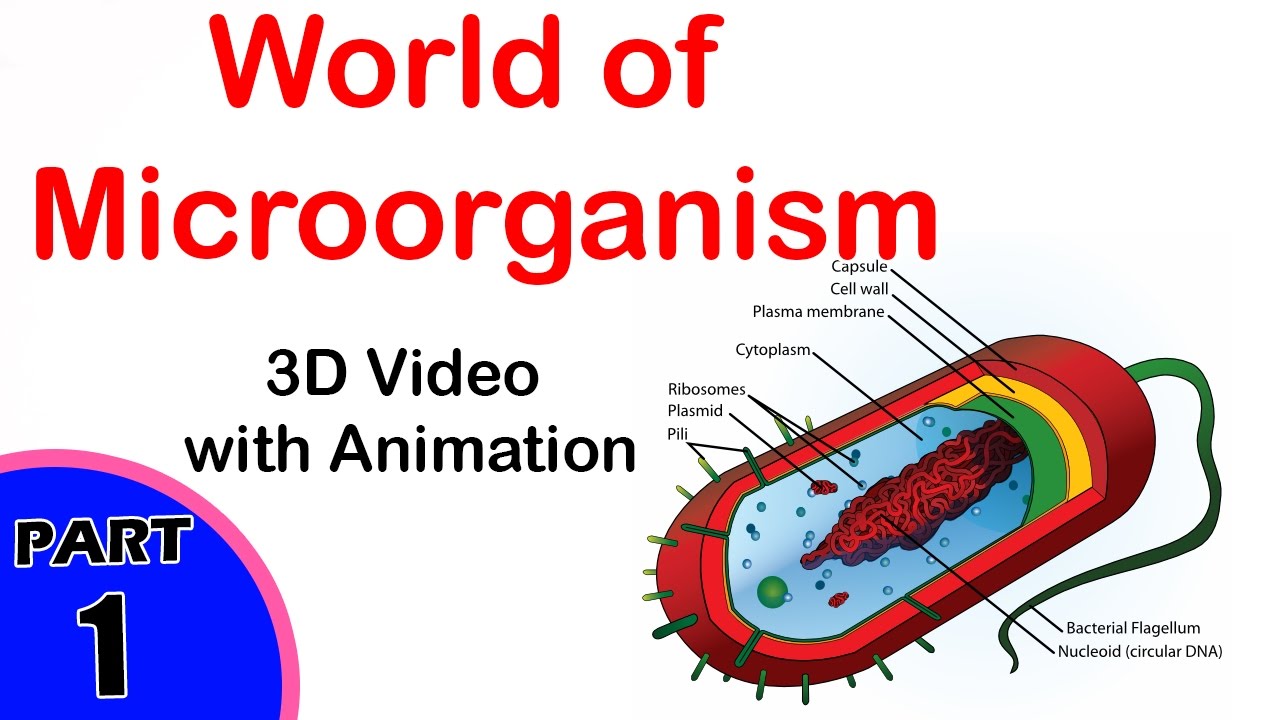 World of
Microorganism
3D Video
with Animation
PART
1
Capsule
Cell wall
Plasma membrane
Cytoplasm
Ribosomes
Plasmid
Pili
Bacterial Flagellum
Nucleoid (circular DNA)